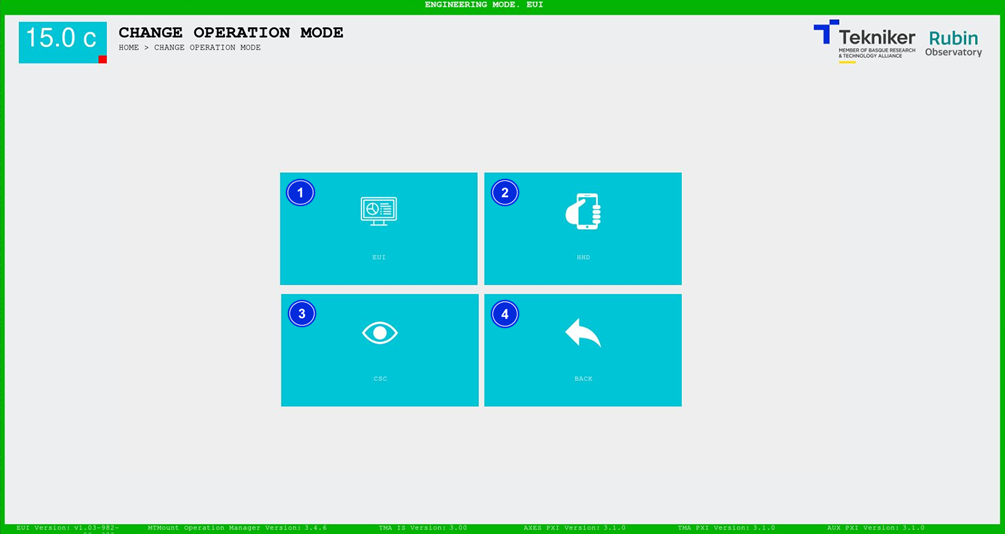 ENGINEERING MODE. EUI
15.0 c
CHANGE OPERATION MODE
HOME > CHANGE OPERATION MODE
Tekniker
MEMBER OF BASQUE RESEARCH
& TECHNOLOGY ALLIANCE
Rubin
Observatory
1
EUI
2
HHD
3
CSC
4
BACK
EUI Version: v1.03-982-
MTMount Operation Manager Version: 3.4.6
TMA IS Version: 3.00
AXES PXI Version: 3.1.0
TMA PXI Version: 3.1.0
AUX PXI Version: 3.1.0